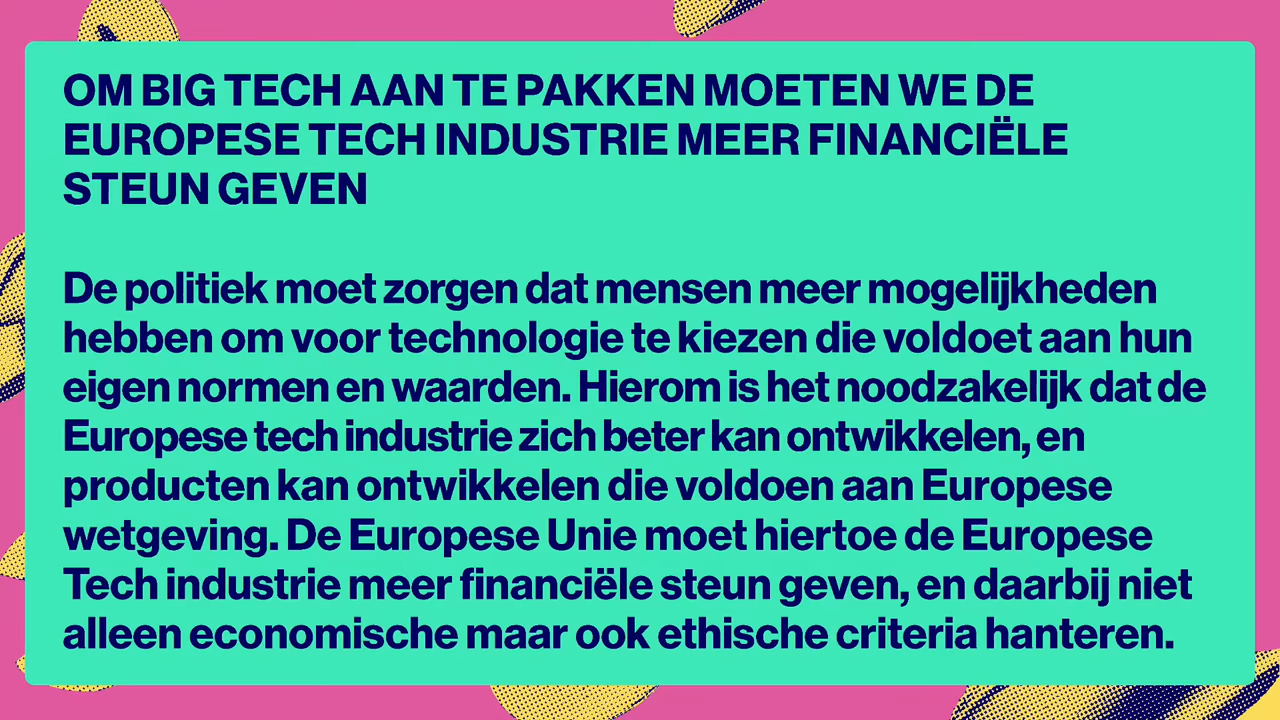 OM BIG TECH AAN TE PAKKEN MOETEN WE DE
EUROPESE TECH INDUSTRIE MEER FINANCIËLE
STEUN GEVEN
De politiek moet zorgen dat mensen meer mogelijkheden
hebben om voor technologie te kiezen die voldoet aan hun
eigen normen en waarden. Hierom is het noodzakelijk dat de
Europese tech industrie zich beter kan ontwikkelen, en
producten kan ontwikkelen die voldoen aan Europese
wetgeving. De Europese Unie moet hiertoe de Europese
Tech industrie meer financiële steun geven, en daarbij niet
alleen economische maar ook ethische criteria hanteren.